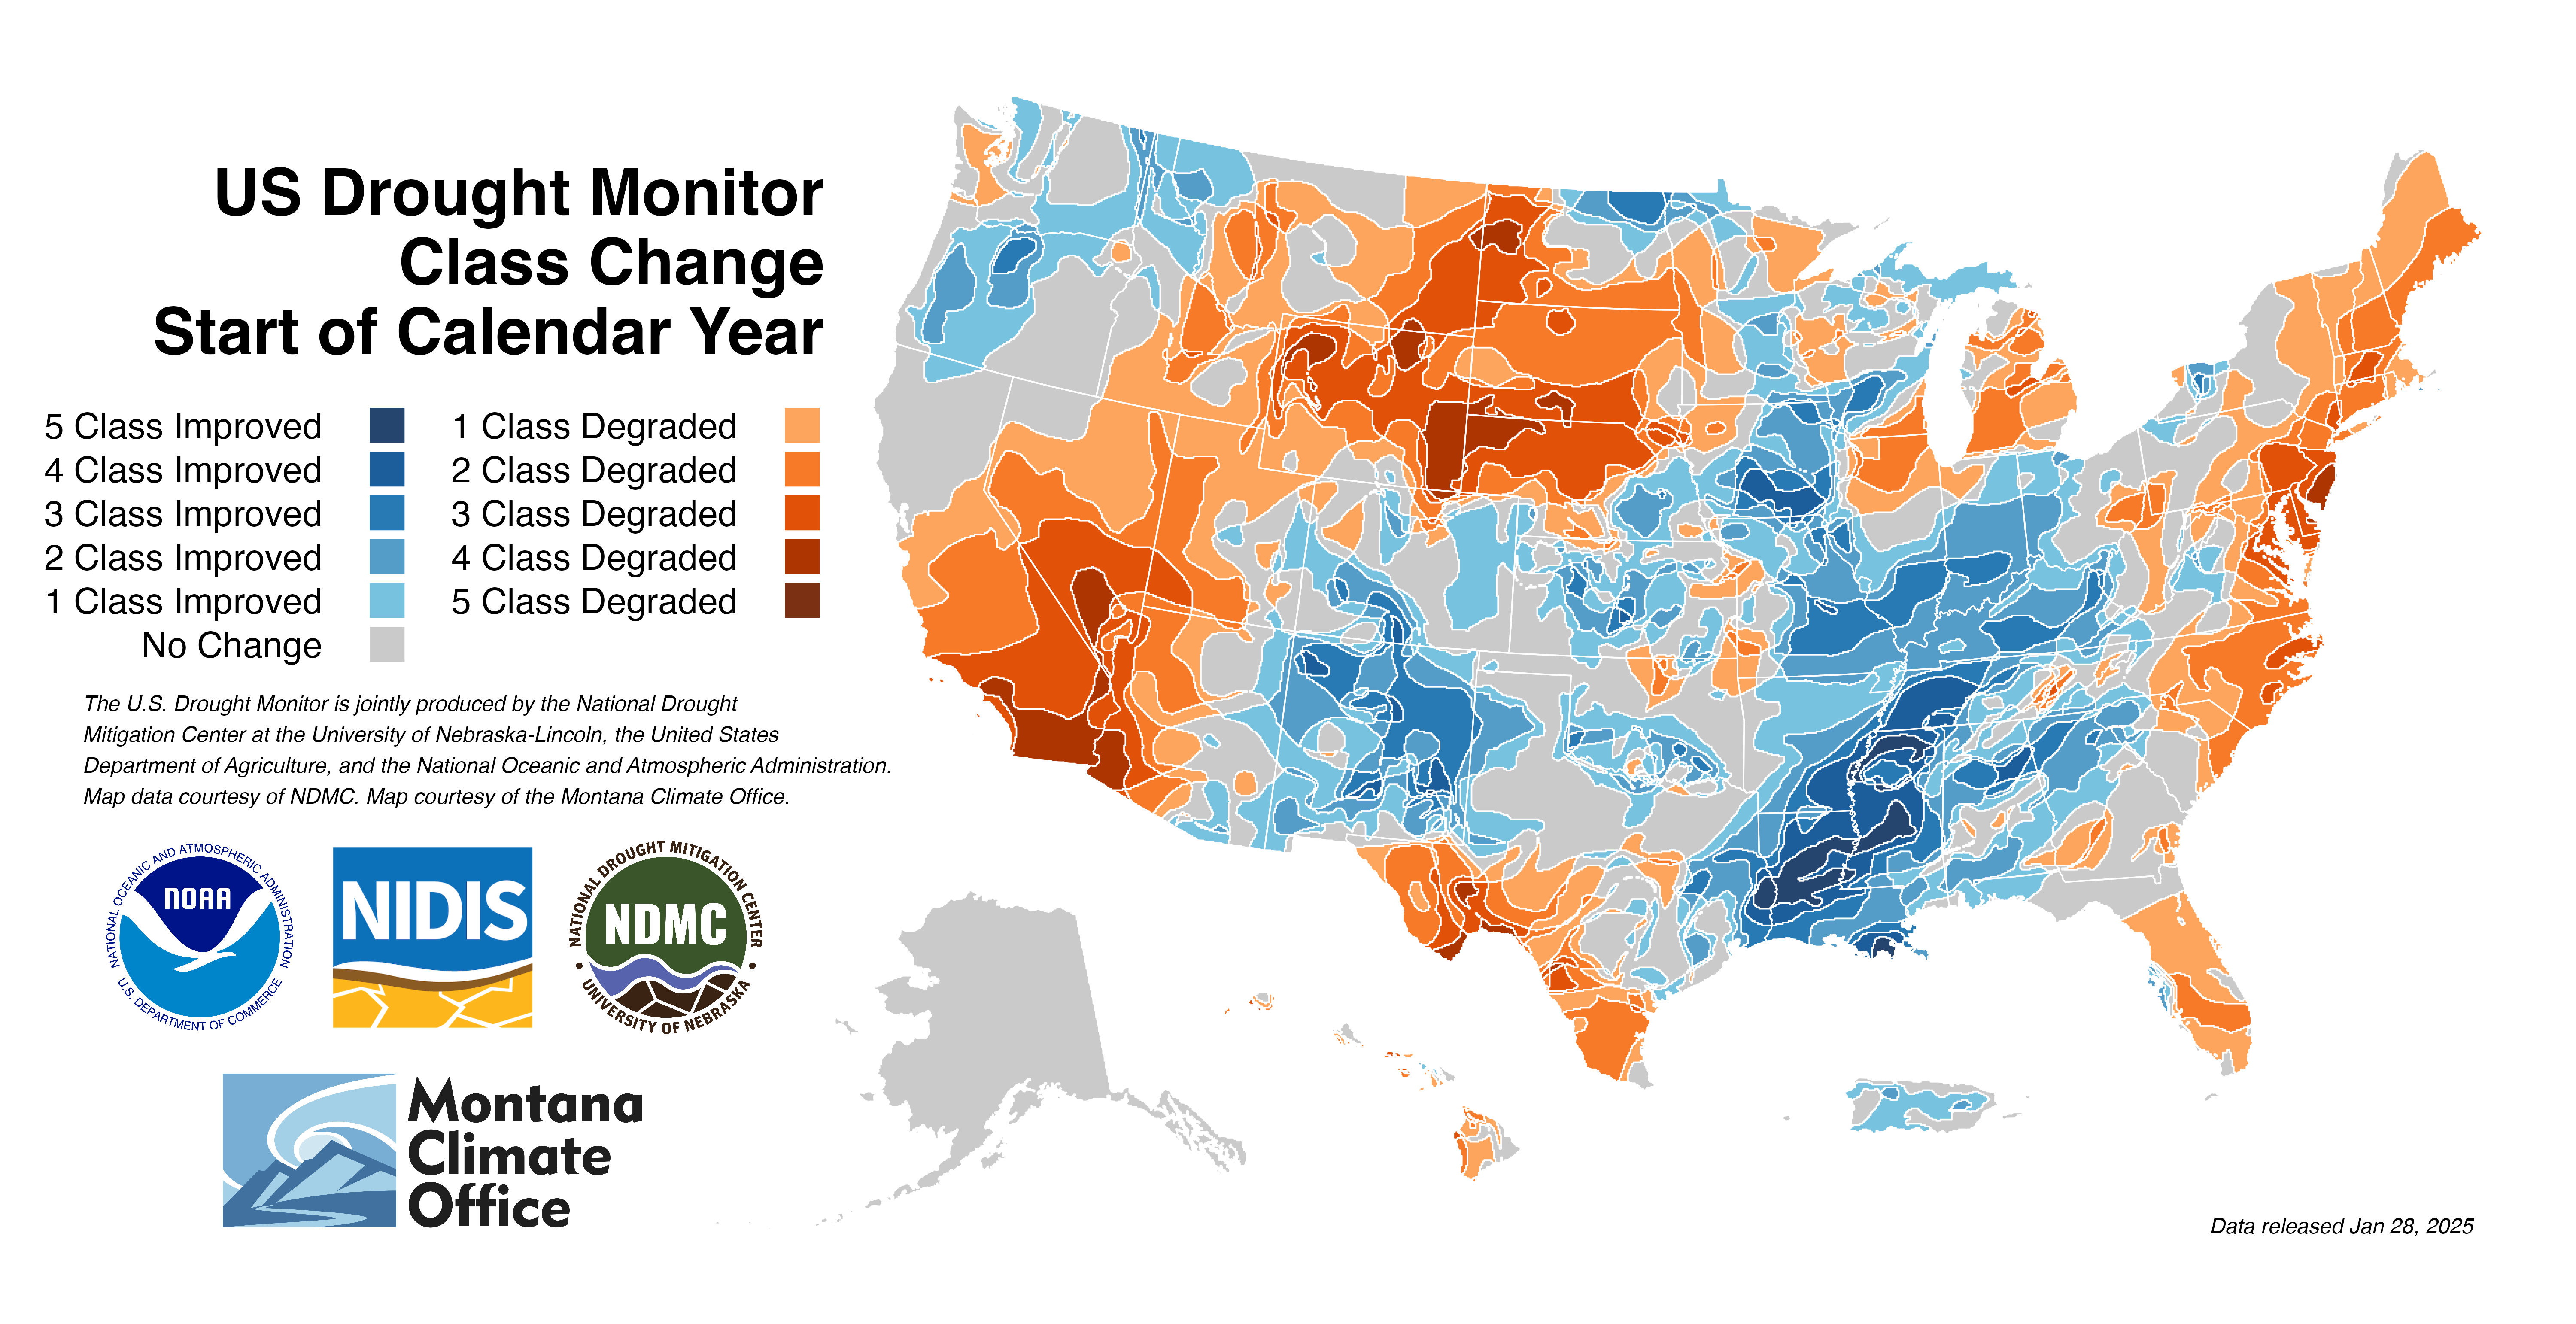 US Drought Monitor
Class Change
Start of Calendar Year
5 Class Improved
4 Class Improved
3 Class Improved
2 Class Improved
1 Class Improved
No Change
1 Class Degraded
2 Class Degraded
3 Class Degraded
4 Class Degraded
5 Class Degraded
The U.S. Drought Monitor is jointly produced by the National Drought
Mitigation Center at the University of Nebraska-Lincoln, the United States
Department of Agriculture, and the National Oceanic and Atmospheric Administration.
Map data courtesy of NDMC. Map courtesy of the Montana Climate Office.
NATIONAL OCEANIC AND ATMOSPHERIC ADMINISTRATION
NOAA
U.S. DEPARTMENT OF COMMERCE
NIDIS
NATIONAL DROUGHT MITIGATION CENTER
NDMC
UNIVERSITY OF NEBRASKA
Montana
Climate
Office
Data released Jan 28, 2025